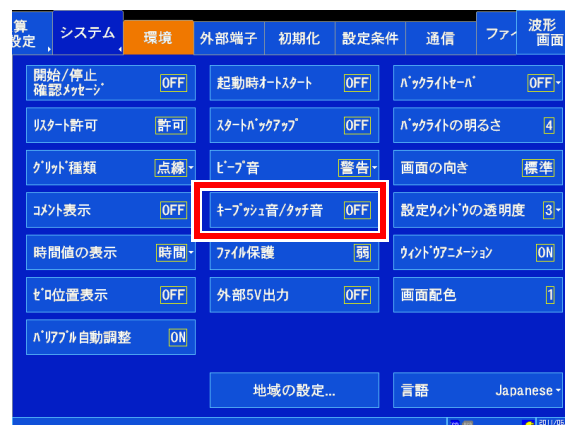 算
設定
システム
環境
外部端子
初期化
設定条件
通信
ファイ
波形
画面
開始/停止
確認ﾒｯｾｰｼﾞ OFF
起動時ｵｰﾄｽﾀｰﾄ OFF
ﾊﾞｯｸﾗｲﾄｾｰﾊﾞ OFF
ﾘｽﾀｰﾄ許可 許可
ｽﾀｰﾄﾊﾞｯｸｱｯﾌﾟ OFF
ﾊﾞｯｸﾗｲﾄの明るさ 4
ｸﾞﾘｯﾄﾞ種類 点線
ﾋﾞｰﾌﾟ音 警告
画面の向き 標準
ｺﾒﾝﾄ表示 OFF
ｷｰﾌﾟｯｼｭ音/ﾀｯﾁ音 OFF
設定ｳｨﾝﾄﾞｳの透明度 3
時間値の表示 時間
ﾌｧｲﾙ保護 弱
ｳｨﾝﾄﾞｳｱﾆﾒｰｼｮﾝ ON
ｾﾞﾛ位置表示 OFF
外部5V出力 OFF
画面配色 1
ﾊﾞﾘｱﾌﾞﾙ自動調整 ON
地域の設定...
言語 Japanese